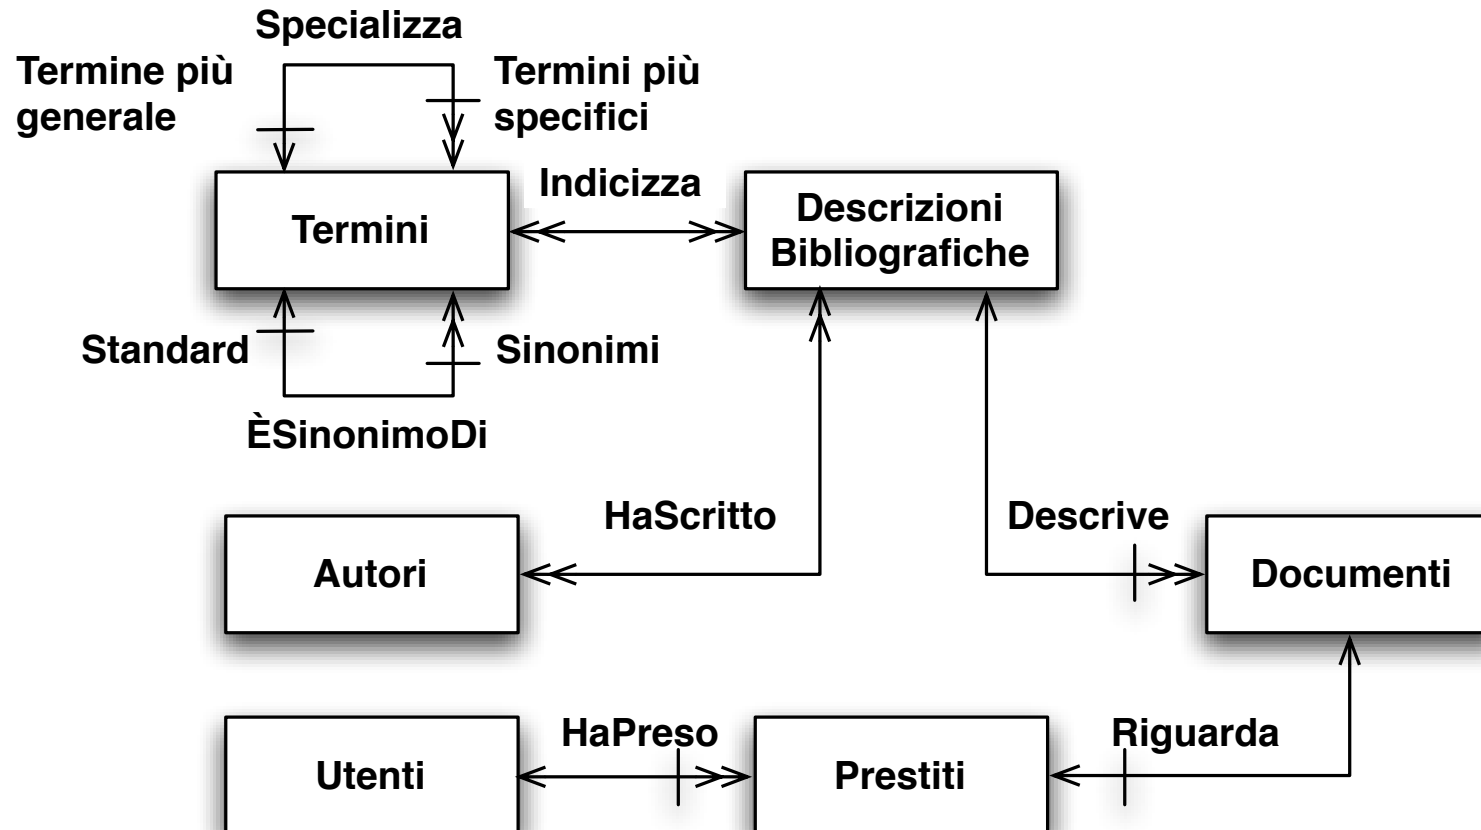 Specializza
Termine più
generale
Termini più
specifici
Indicizza
Termini
Descrizioni
Bibliografiche
Standard
Sinonimi
ÈSinonimoDi
HaScritto
Descrive
Autori
Documenti
HaPreso
Riguarda
Utenti
Prestiti